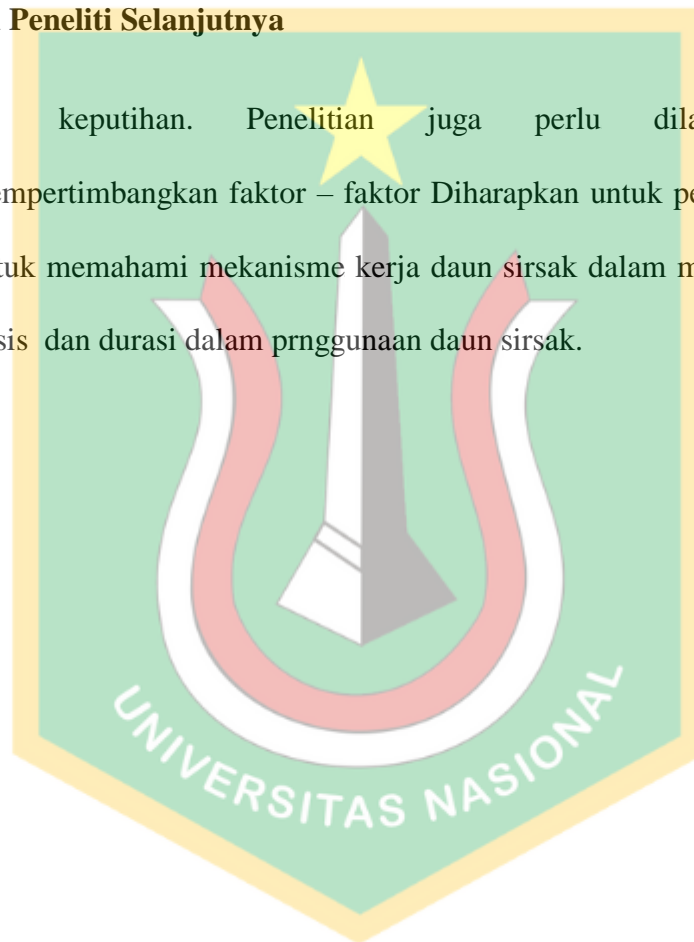 Peneliti Selanjutnya
keputihan. Penelitian juga perlu
faktor – faktor Diharapkan untuk
memahami mekanisme kerja daun sirsak dalam
dan durasi dalam prnggunaan daun sirsak.
UNIVERSITAS NASIONAL